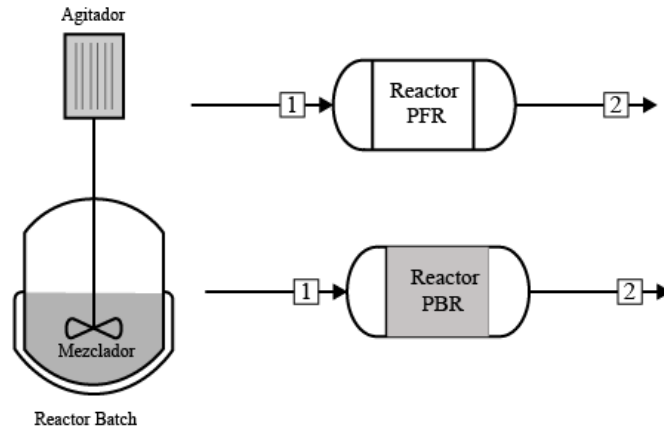 Agitador
Mezclador
Reactor Batch
1
Reactor
PFR
2
1
Reactor
PBR
2